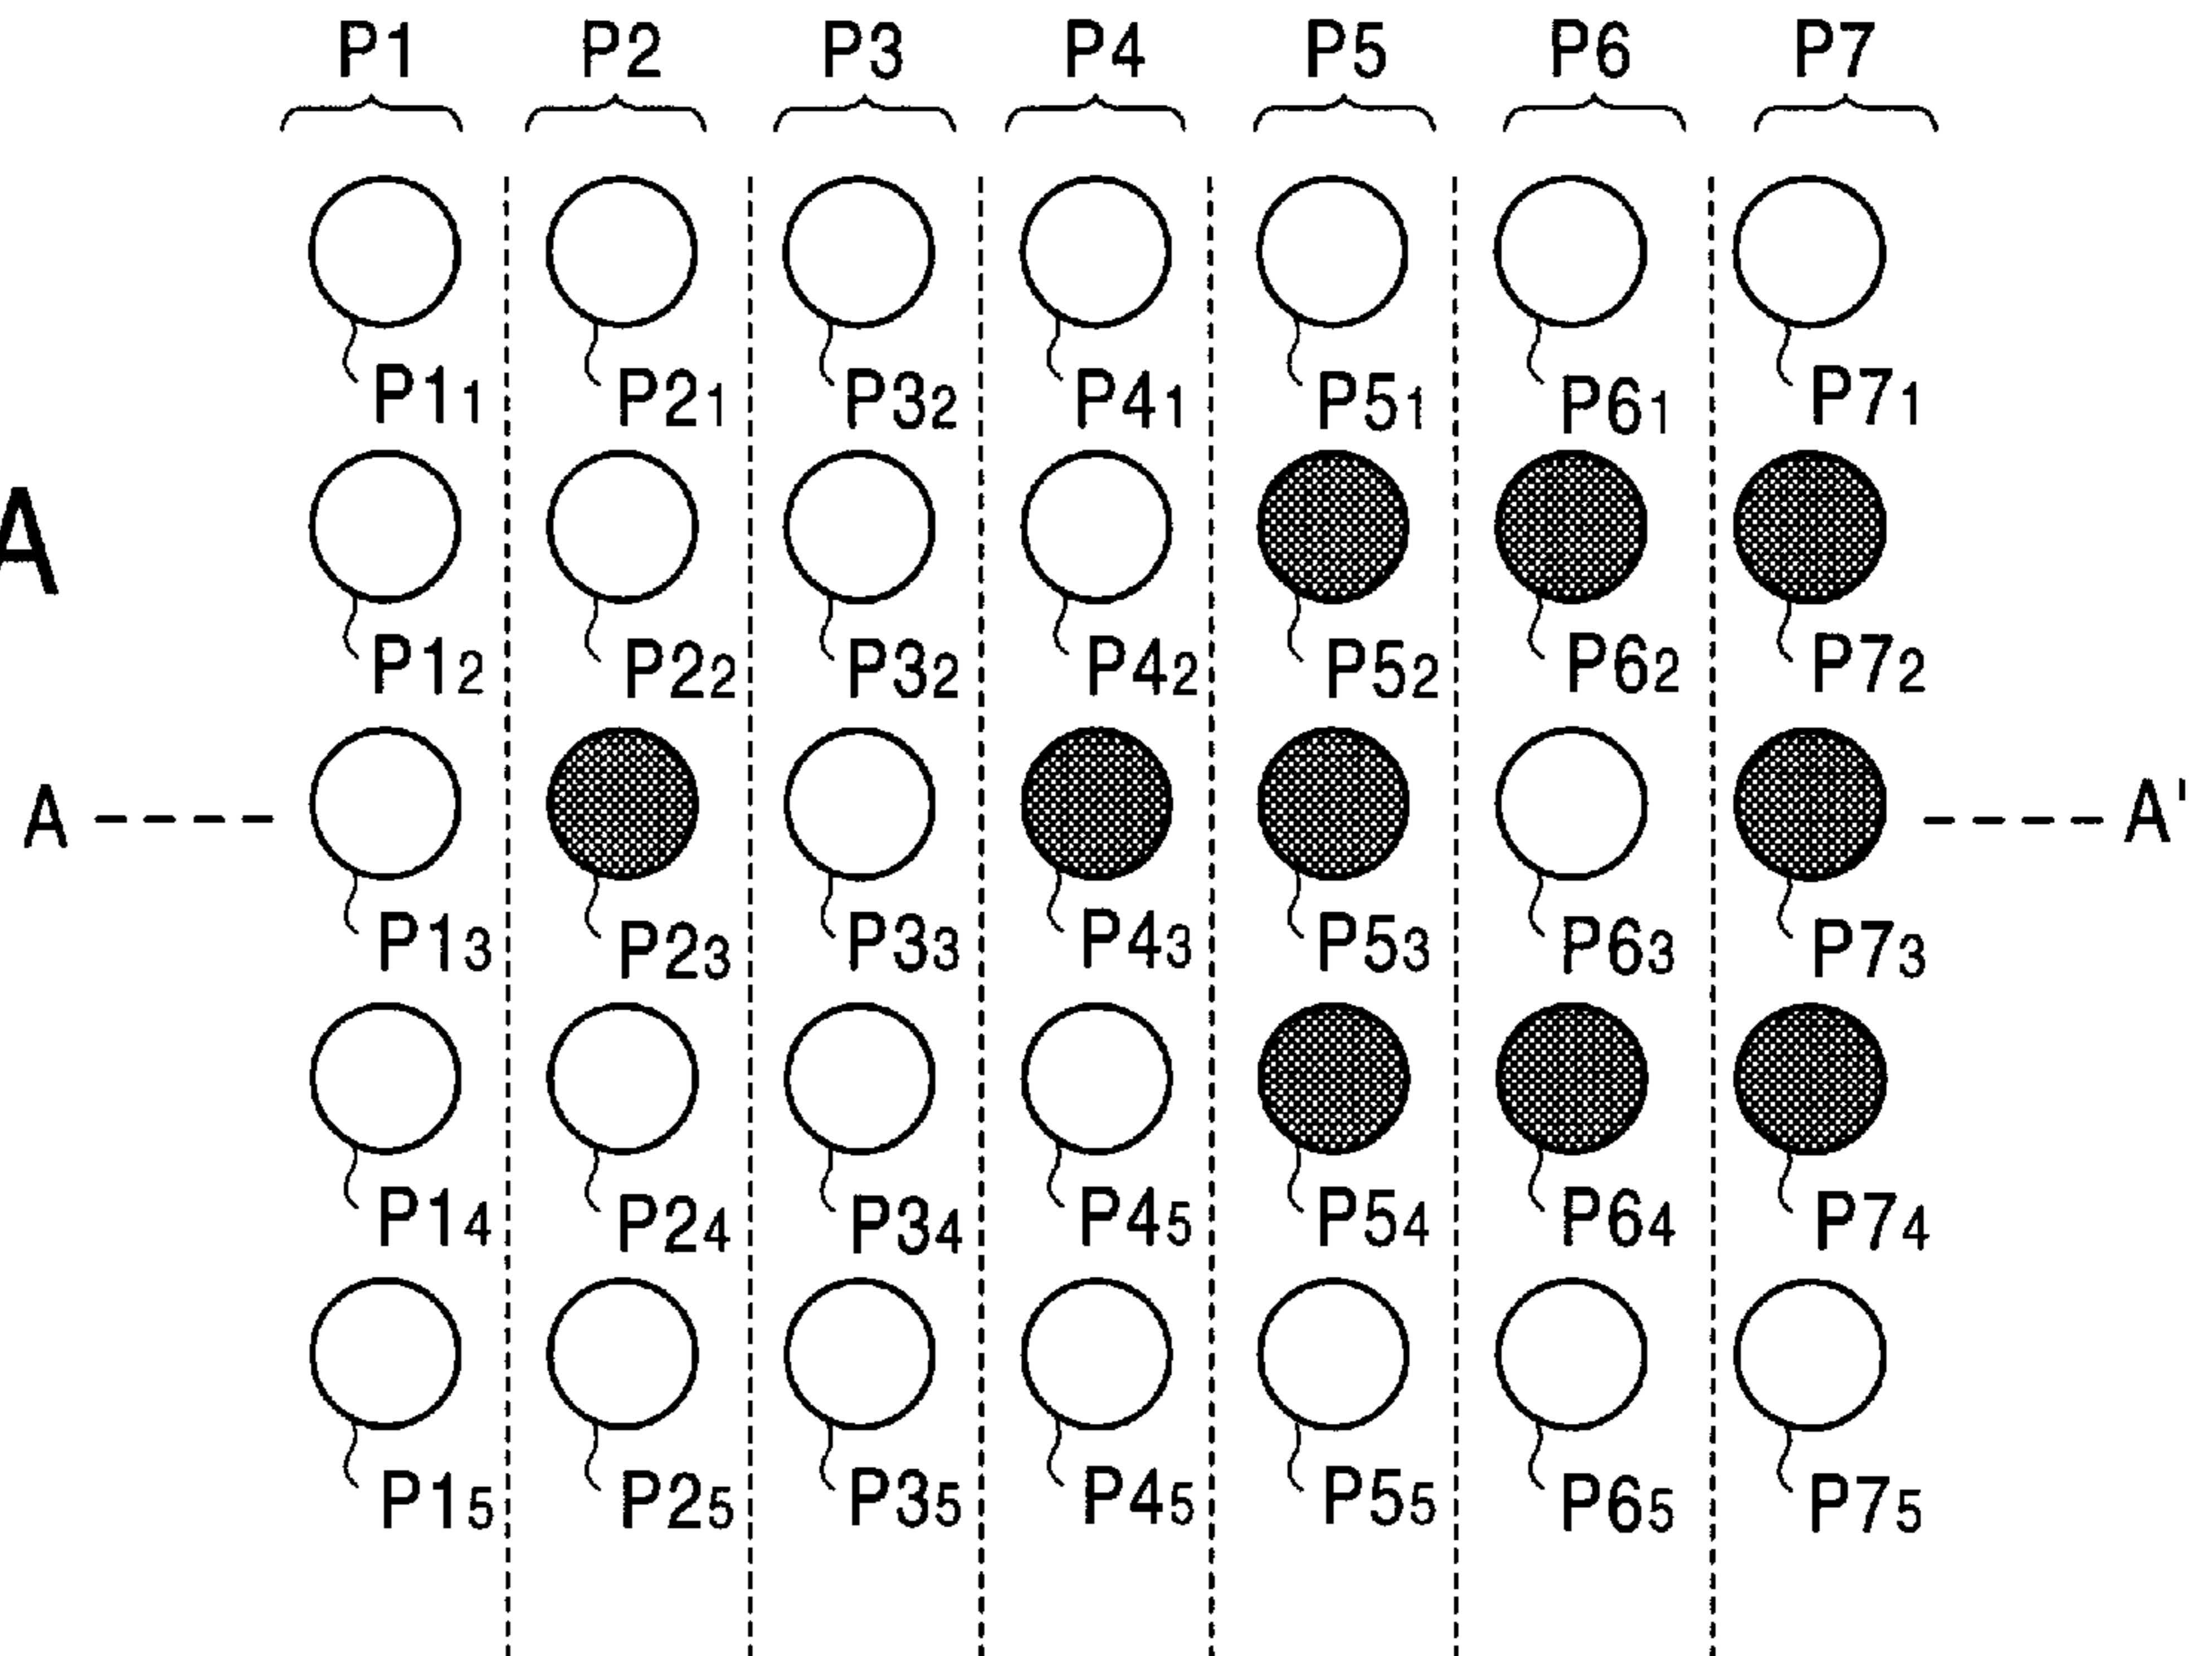 P1 P2 P3 P4 P5 P6 P7
P11 P21 P32 P41 P51 P61 P71
A
P12 P22 P32 P42 P52 P62 P72
A A'
P13 P23 P33 P43 P53 P63 P73
P14 P24 P34 P45 P54 P64 P74
P15 P25 P35 P45 P55 P65 P75